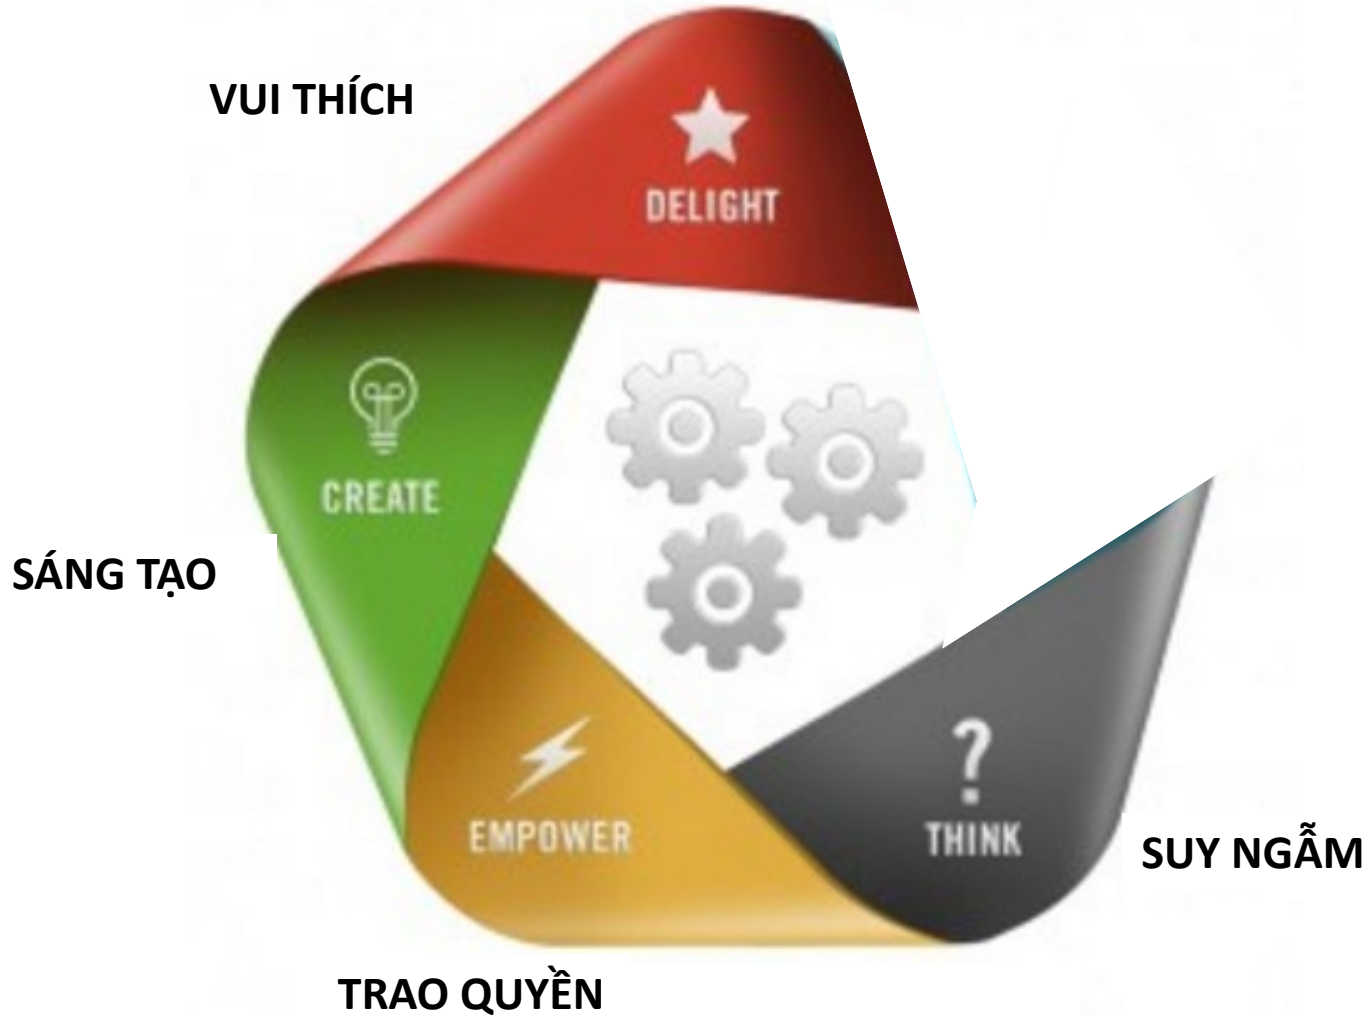 VUI THÍCH
DELIGHT
CREATE
SÁNG TẠO
EMPOWER
?
THINK
SUY NGẪM
TRAO QUYỀN